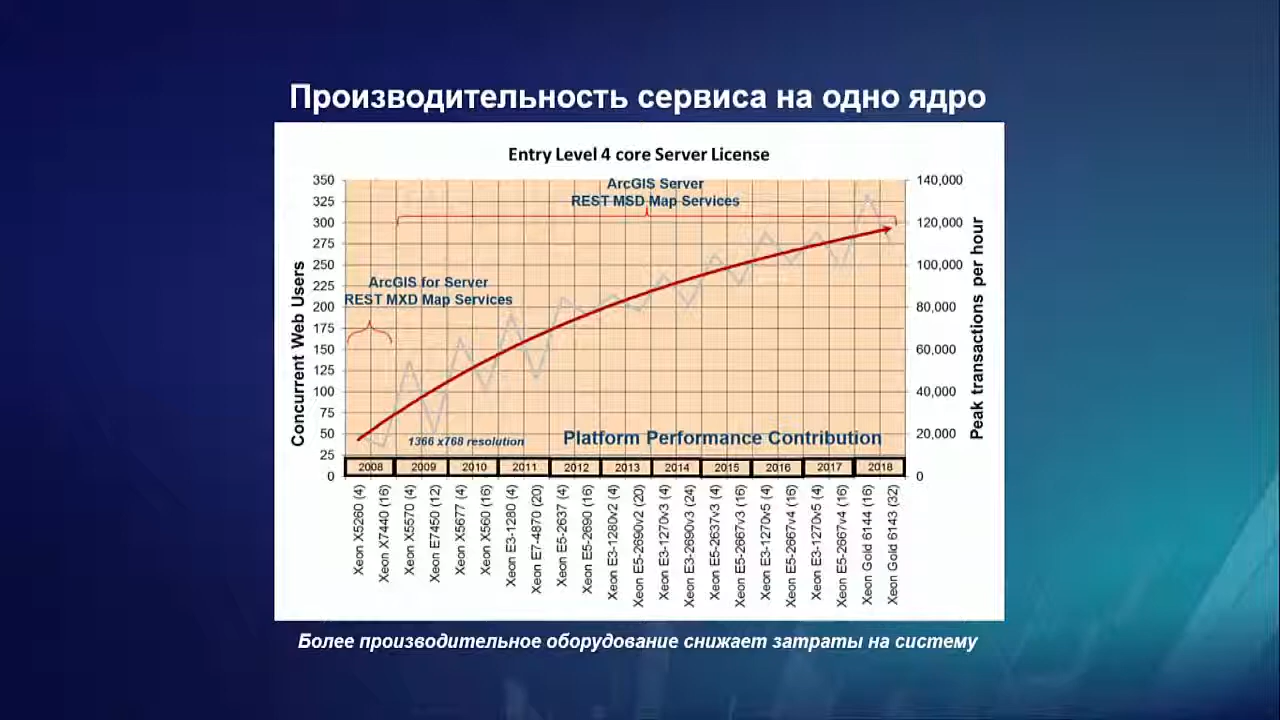 Производительность сервиса на одно ядро
Entry Level 4 core Server License
ArcGIS Server
REST MSD Map Services
ArcGIS for Server
REST MXD Map Services
Concurrent Web Users
350
325
300
275
250
225
200
175
150
125
100
75
50
25
0
140,000
120,000
100,000
80,000
60,000
40,000
20,000
0
Peak transactions per hour
1366 x768 resolution
Platform Performance Contribution
2008 2009 2010 2011 2012 2013 2014 2015 2016 2017 2018
Xeon X5260 (4)
Xeon X7440 (16)
Xeon X5570 (4)
Xeon E7450 (12)
Xeon X5677 (4)
Xeon X560 (16)
Xeon E3-1280 (4)
Xeon E7-4870 (20)
Xeon E5-2637 (4)
Xeon E5-2690 (16)
Xeon E3-1280v2 (4)
Xeon E5-2690v2 (20)
Xeon E3-1270v3 (4)
Xeon E3-2690v3 (24)
Xeon E5-2637v3 (4)
Xeon E5-2667v3 (16)
Xeon E3-1270v5 (4)
Xeon E5-2667v4 (16)
Xeon E3-1270v5 (4)
Xeon E5-2667v4 (16)
Xeon Gold 6144 (16)
Xeon Gold 6143 (32)
Более производительное оборудование снижает затраты на систему